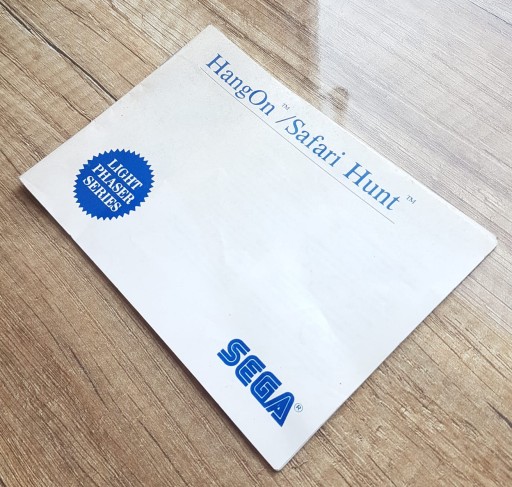 HangOn™/Safari Hunt™
LIGHT
PHASER
SERIES
SEGA®